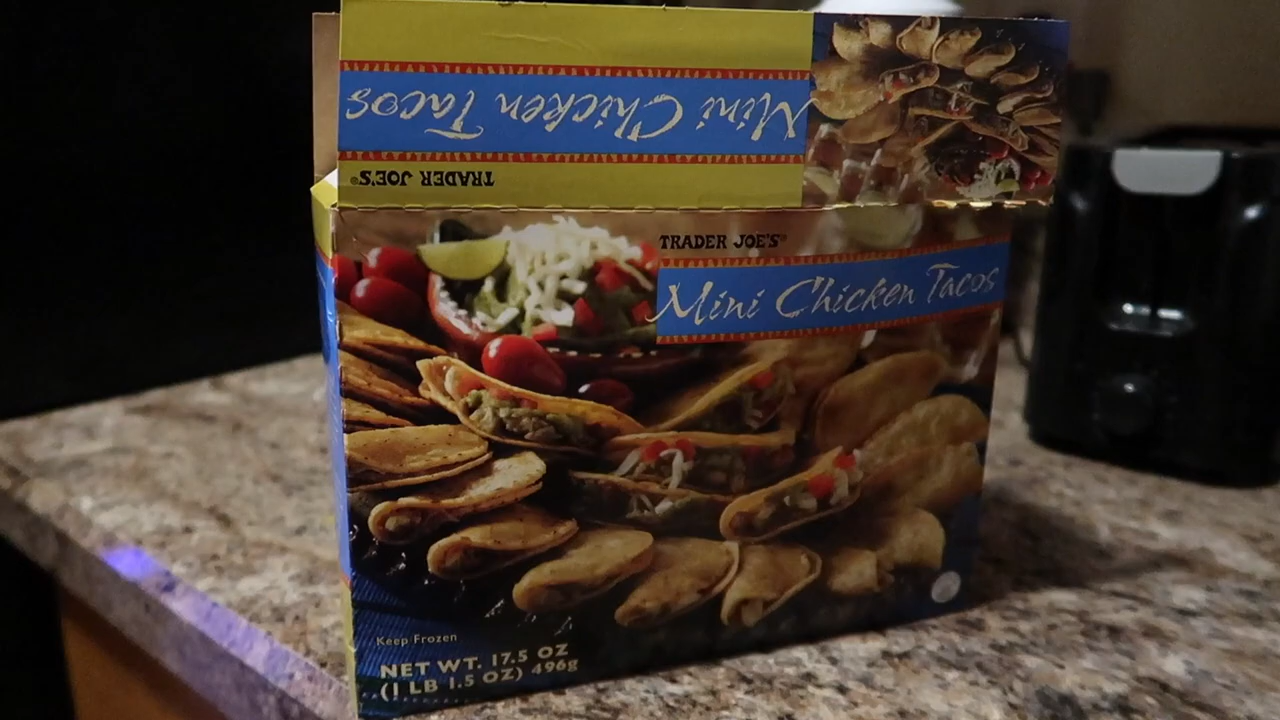 Mini Chicken Tacos
TRADER JOE'S®
TRADER JOE'S®
Mini Chicken Tacos
Keep Frozen
NET WT. 17.5 OZ
(1 LB 1.5 OZ) 496g